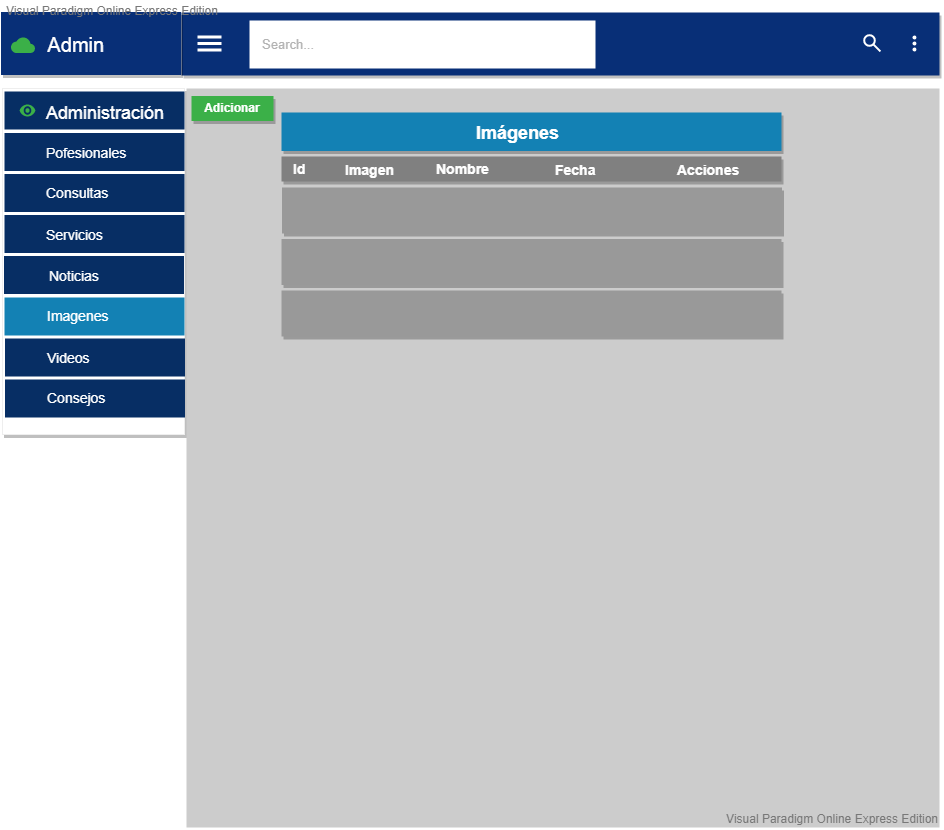 Visual Paradigm Online Express Edition
Admin
Search...
Administración
Adicionar
Imágenes
Id Imagen Nombre Fecha Acciones
Pofesionales
Consultas
Servicios
Noticias
Imagenes
Videos
Consejos
Visual Paradigm Online Express Edition